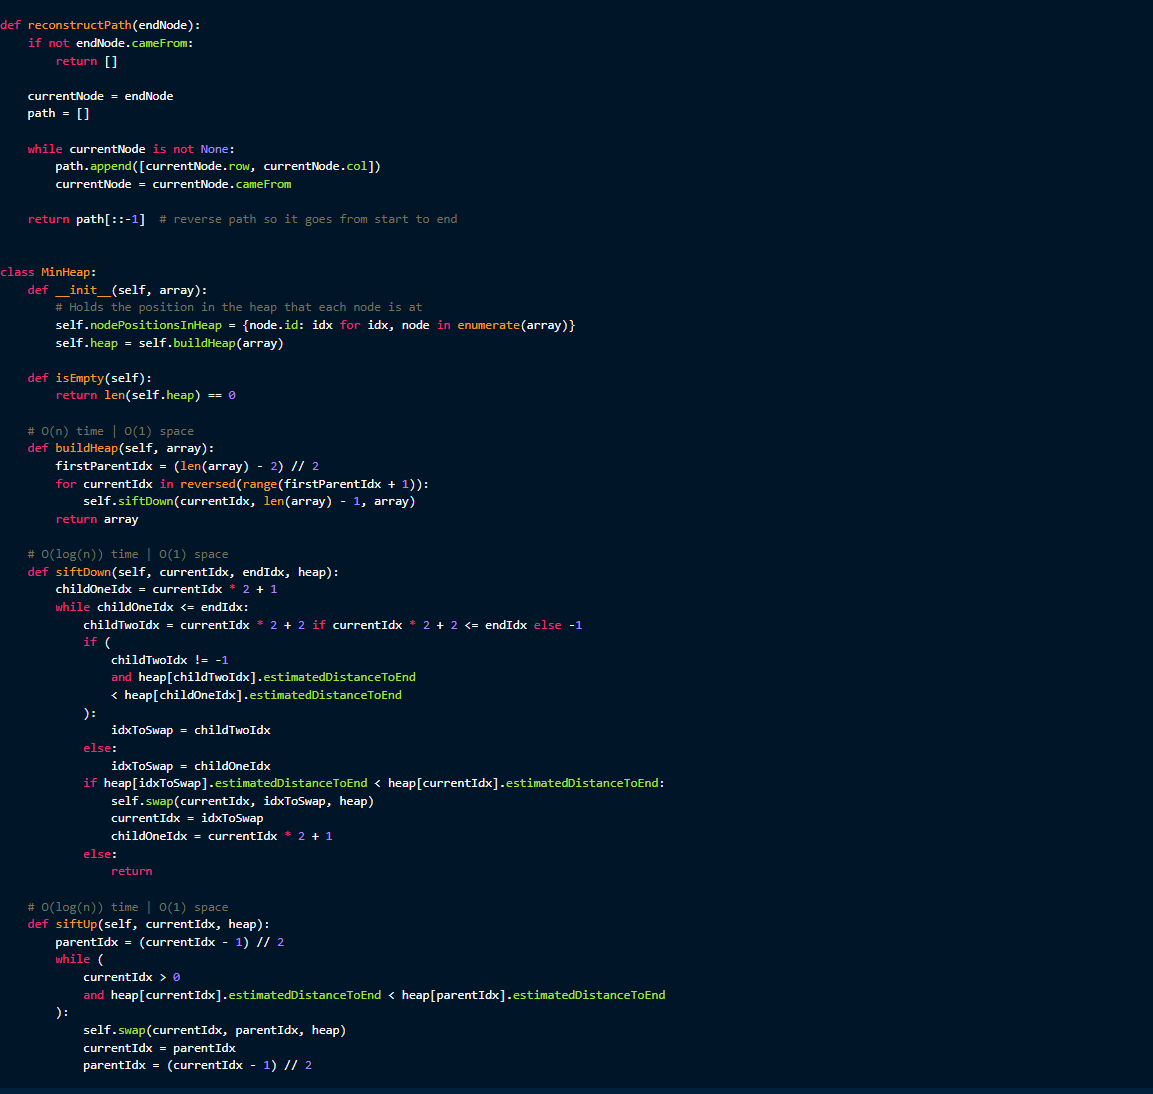 def reconstructPath(endNode):
    if not endNode.cameFrom:
        return []

    currentNode = endNode
    path = []

    while currentNode is not None:
        path.append([currentNode.row, currentNode.col])
        currentNode = currentNode.cameFrom

    return path[::-1]  # reverse path so it goes from start to end


class MinHeap:
    def __init__(self, array):
        # Holds the position in the heap that each node is at
        self.nodePositionsInHeap = {node.id: idx for idx, node in enumerate(array)}
        self.heap = self.buildHeap(array)

    def isEmpty(self):
        return len(self.heap) == 0

    # O(n) time | O(1) space
    def buildHeap(self, array):
        firstParentIdx = (len(array) - 2) // 2
        for currentIdx in reversed(range(firstParentIdx + 1)):
            self.siftDown(currentIdx, len(array) - 1, array)
        return array

    # O(log(n)) time | O(1) space
    def siftDown(self, currentIdx, endIdx, heap):
        childOneIdx = currentIdx * 2 + 1
        while childOneIdx <= endIdx:
            childTwoIdx = currentIdx * 2 + 2 if currentIdx * 2 + 2 <= endIdx else -1
            if (
                childTwoIdx != -1
                and heap[childTwoIdx].estimatedDistanceToEnd
                < heap[childOneIdx].estimatedDistanceToEnd
            ):
                idxToSwap = childTwoIdx
            else:
                idxToSwap = childOneIdx
            if heap[idxToSwap].estimatedDistanceToEnd < heap[currentIdx].estimatedDistanceToEnd:
                self.swap(currentIdx, idxToSwap, heap)
                currentIdx = idxToSwap
                childOneIdx = currentIdx * 2 + 1
            else:
                return

    # O(log(n)) time | O(1) space
    def siftUp(self, currentIdx, heap):
        parentIdx = (currentIdx - 1) // 2
        while (
            currentIdx > 0
            and heap[currentIdx].estimatedDistanceToEnd < heap[parentIdx].estimatedDistanceToEnd
        ):
            self.swap(currentIdx, parentIdx, heap)
            currentIdx = parentIdx
            parentIdx = (currentIdx - 1) // 2